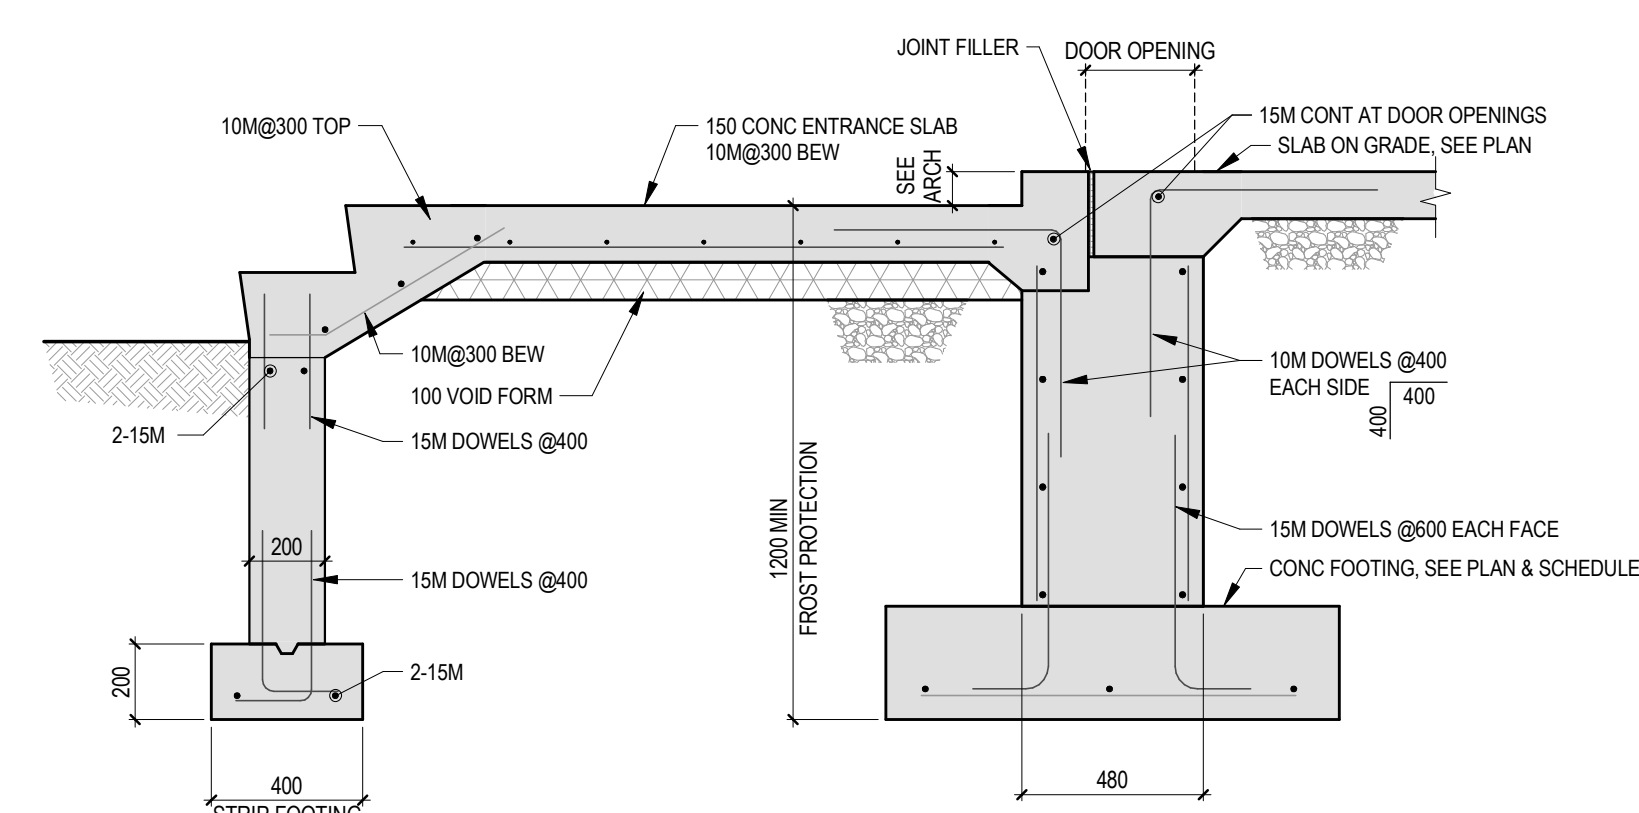 JOINT FILLER
DOOR OPENING
10M@300 TOP
150 CONC ENTRANCE SLAB
10M@300 BEW
SEE
ARCH
15M CONT AT DOOR OPENINGS
SLAB ON GRADE, SEE PLAN
10M@300 BEW
100 VOID FORM
2-15M
15M DOWELS @400
10M DOWELS @400
EACH SIDE
400
400
1200 MIN
FROST PROTECTION
200
15M DOWELS @400
15M DOWELS @600 EACH FACE
CONC FOOTING, SEE PLAN & SCHEDULE
200
2-15M
400
STRIP FOOTING
480